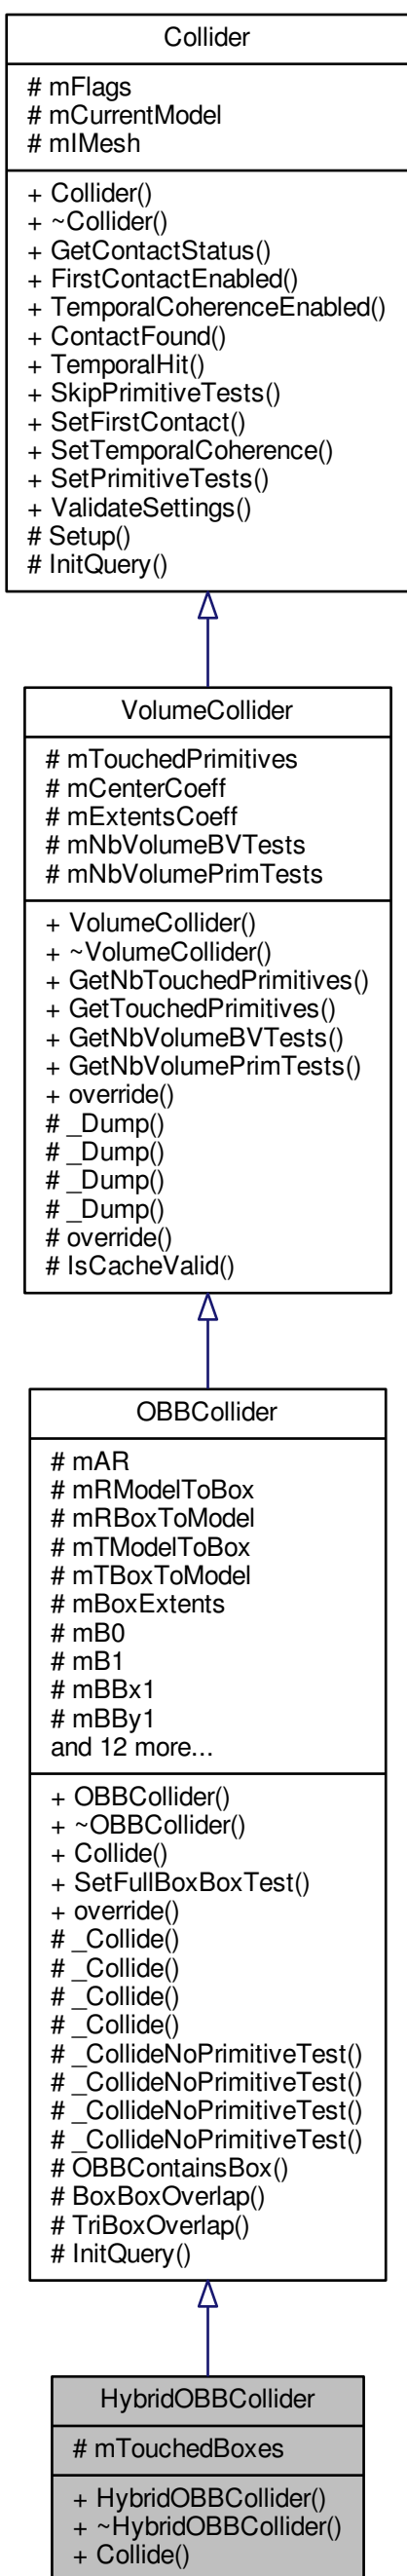 Collider
# mFlags
# mCurrentModel
# mIMesh
+ Collider()
+ ~Collider()
+ GetContactStatus()
+ FirstContactEnabled()
+ TemporalCoherenceEnabled()
+ ContactFound()
+ TemporalHit()
+ SkipPrimitiveTests()
+ SetFirstContact()
+ SetTemporalCoherence()
+ SetPrimitiveTests()
+ ValidateSettings()
# Setup()
# InitQuery()
VolumeCollider
# mTouchedPrimitives
# mCenterCoeff
# mExtentsCoeff
# mNbVolumeBVTests
# mNbVolumePrimTests
+ VolumeCollider()
+ ~VolumeCollider()
+ GetNbTouchedPrimitives()
+ GetTouchedPrimitives()
+ GetNbVolumeBVTests()
+ GetNbVolumePrimTests()
+ override()
# _Dump()
# _Dump()
# _Dump()
# _Dump()
# override()
# IsCacheValid()
OBBCollider
# mAR
# mRModelToBox
# mRBoxToModel
# mTModelToBox
# mTBoxToModel
# mBoxExtents
# mB0
# mB1
# mBBx1
# mBBy1
and 12 more...
+ OBBCollider()
+ ~OBBCollider()
+ Collide()
+ SetFullBoxBoxTest()
+ override()
# _Collide()
# _Collide()
# _Collide()
# _Collide()
# _CollideNoPrimitiveTest()
# _CollideNoPrimitiveTest()
# _CollideNoPrimitiveTest()
# _CollideNoPrimitiveTest()
# OBBContainsBox()
# BoxBoxOverlap()
# TriBoxOverlap()
# InitQuery()
HybridOBBCollider
# mTouchedBoxes
+ HybridOBBCollider()
+ ~HybridOBBCollider()
+ Collide()